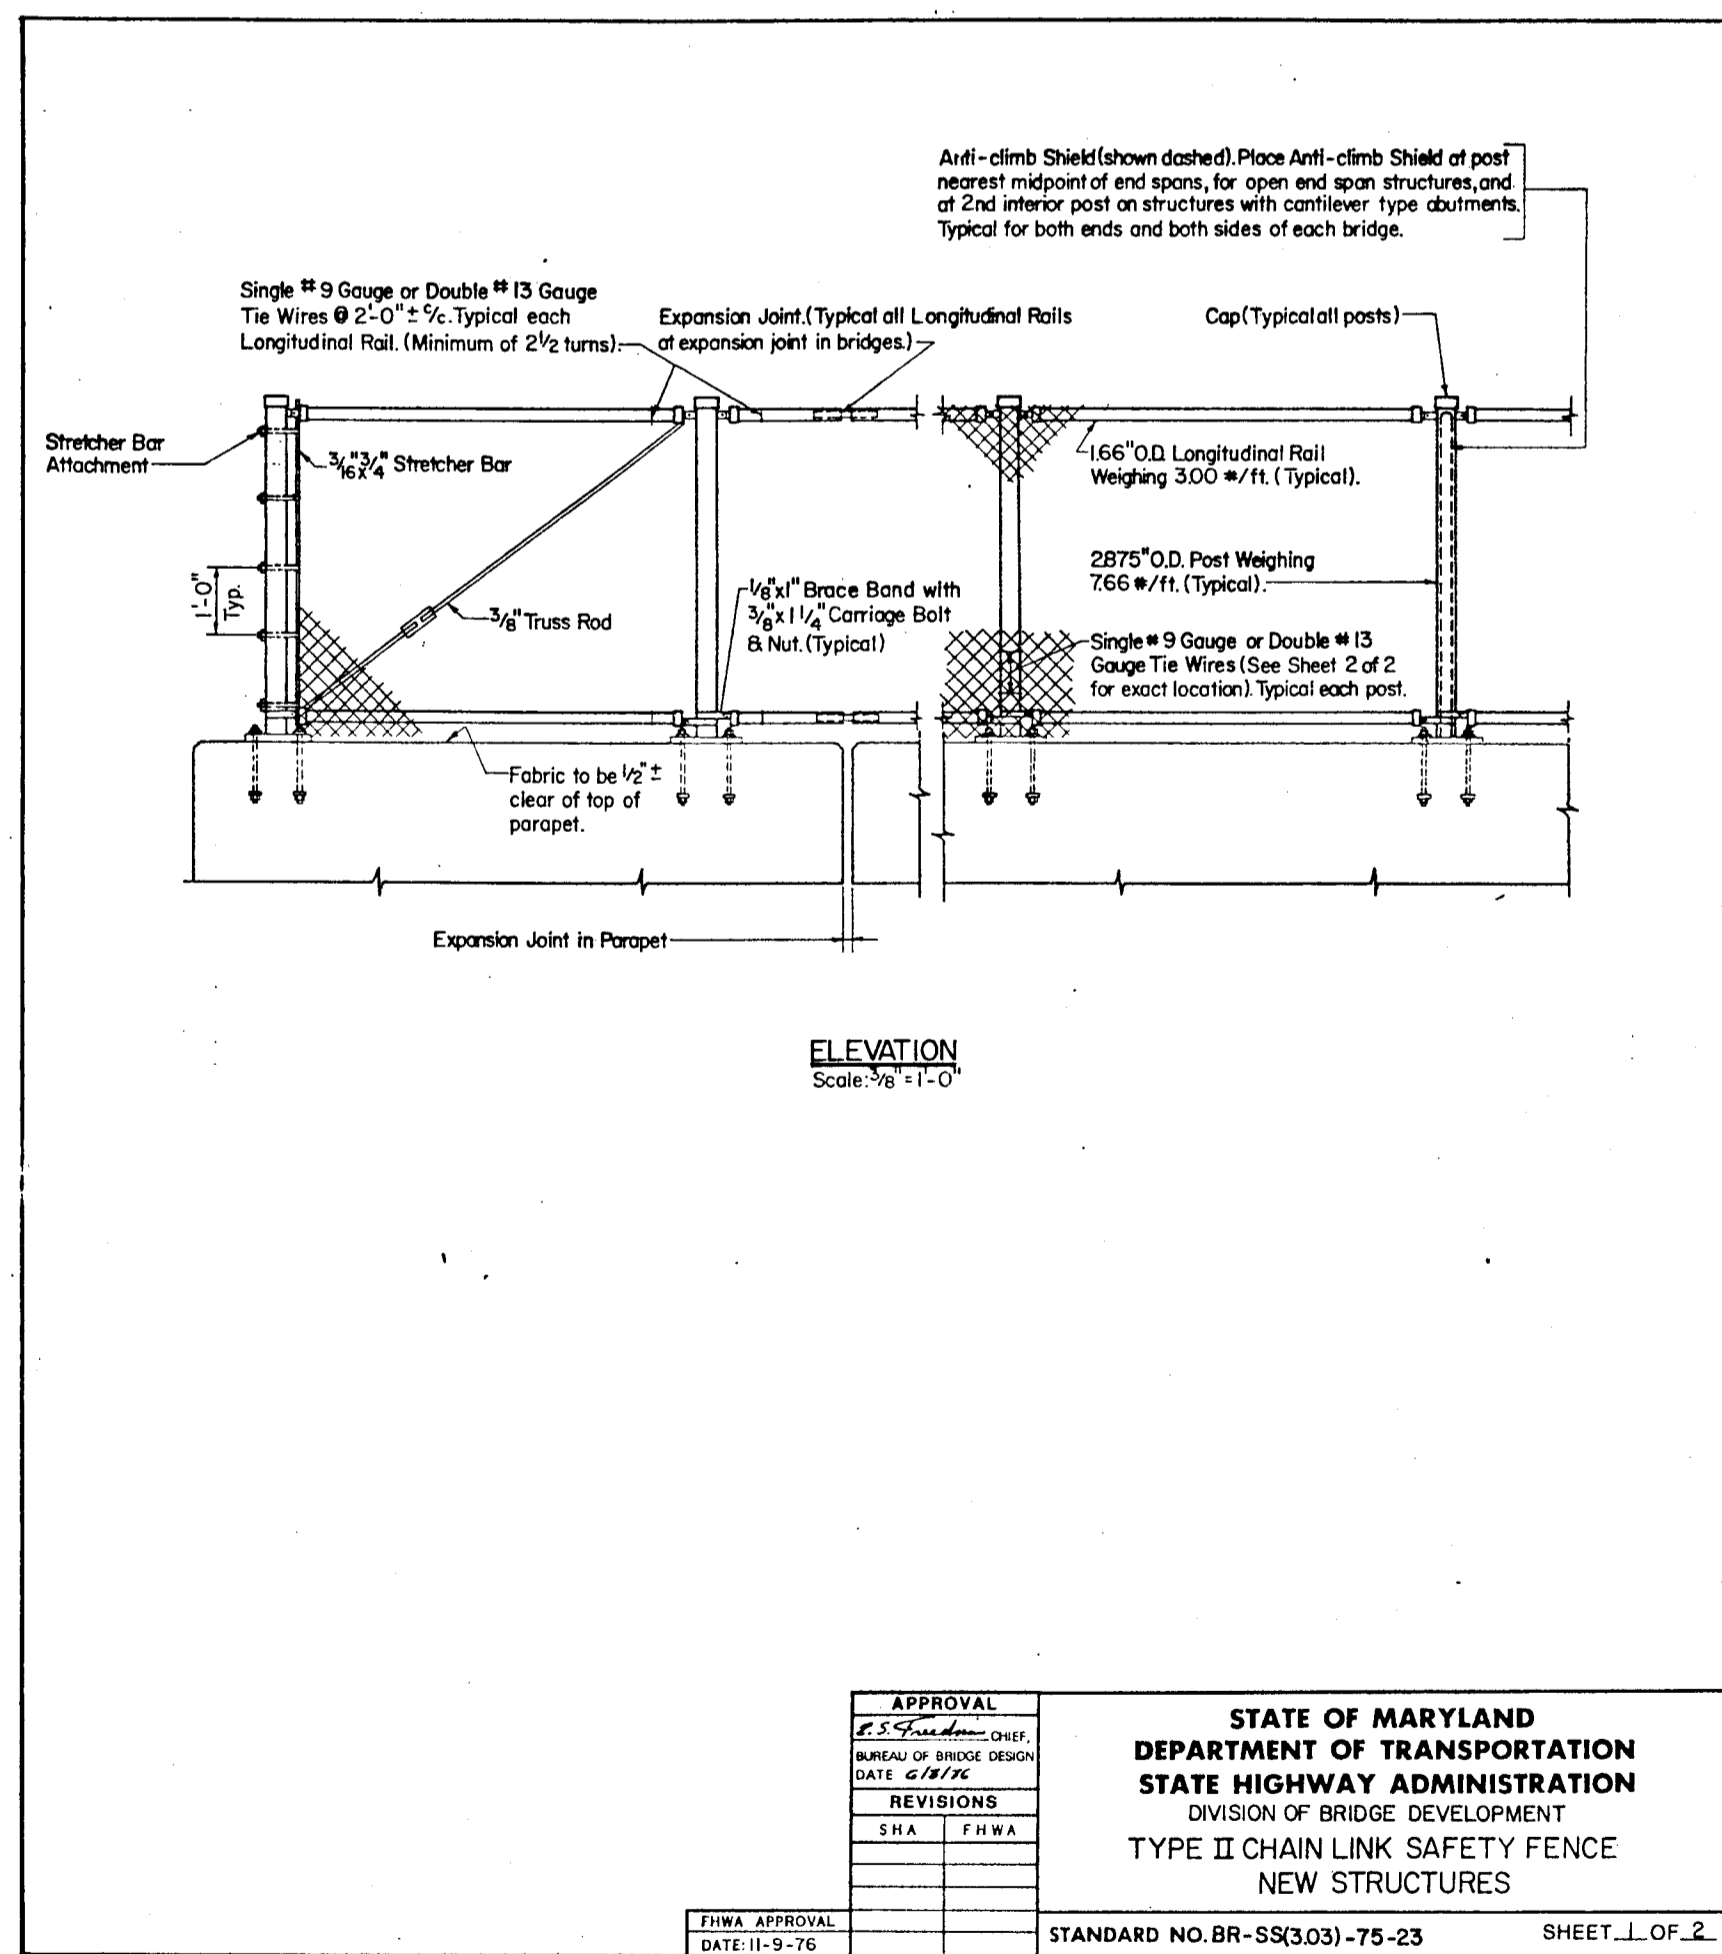 Anti-climb Shield (shown dashed). Place Anti-climb Shield at post
nearest midpoint of end spans, for open end span structures, and
at 2nd interior post on structures with cantilever type abutments.
Typical for both ends and both sides of each bridge.
Single #9 Gauge or Double #13 Gauge
Tie Wires @ 2'-0" ± c/c. Typical each
Longitudinal Rail. (Minimum of 2 1/2 turns).
Expansion Joint. (Typical all Longitudinal Rails
at expansion joint in bridges.)
Cap (Typical all posts)
Stretcher Bar
Attachment
3/16" x 3/4" Stretcher Bar
1.66" O.D. Longitudinal Rail
Weighing 3.00 #/ft. (Typical).
2.875" O.D. Post Weighing
7.66 #/ft. (Typical).
1'-0"
Typ.
3/8" Truss Rod
1/8" x 1" Brace Band with
3/8" x 1 1/4" Carriage Bolt
& Nut. (Typical)
Single #9 Gauge or Double #13
Gauge Tie Wires (See Sheet 2 of 2
for exact location). Typical each post.
Fabric to be 1/2" ±
clear of top of
parapet.
Expansion Joint in Parapet
ELEVATION
Scale: 3/8" = 1'-0"
APPROVAL
CHIEF,
BUREAU OF BRIDGE DESIGN
DATE 6/8/76
REVISIONS
SHA FHWA
FHWA APPROVAL
DATE: 11-9-76
STATE OF MARYLAND
DEPARTMENT OF TRANSPORTATION
STATE HIGHWAY ADMINISTRATION
DIVISION OF BRIDGE DEVELOPMENT
TYPE II CHAIN LINK SAFETY FENCE
NEW STRUCTURES
STANDARD NO. BR-SS(3.03)-75-23
SHEET 1 OF 2